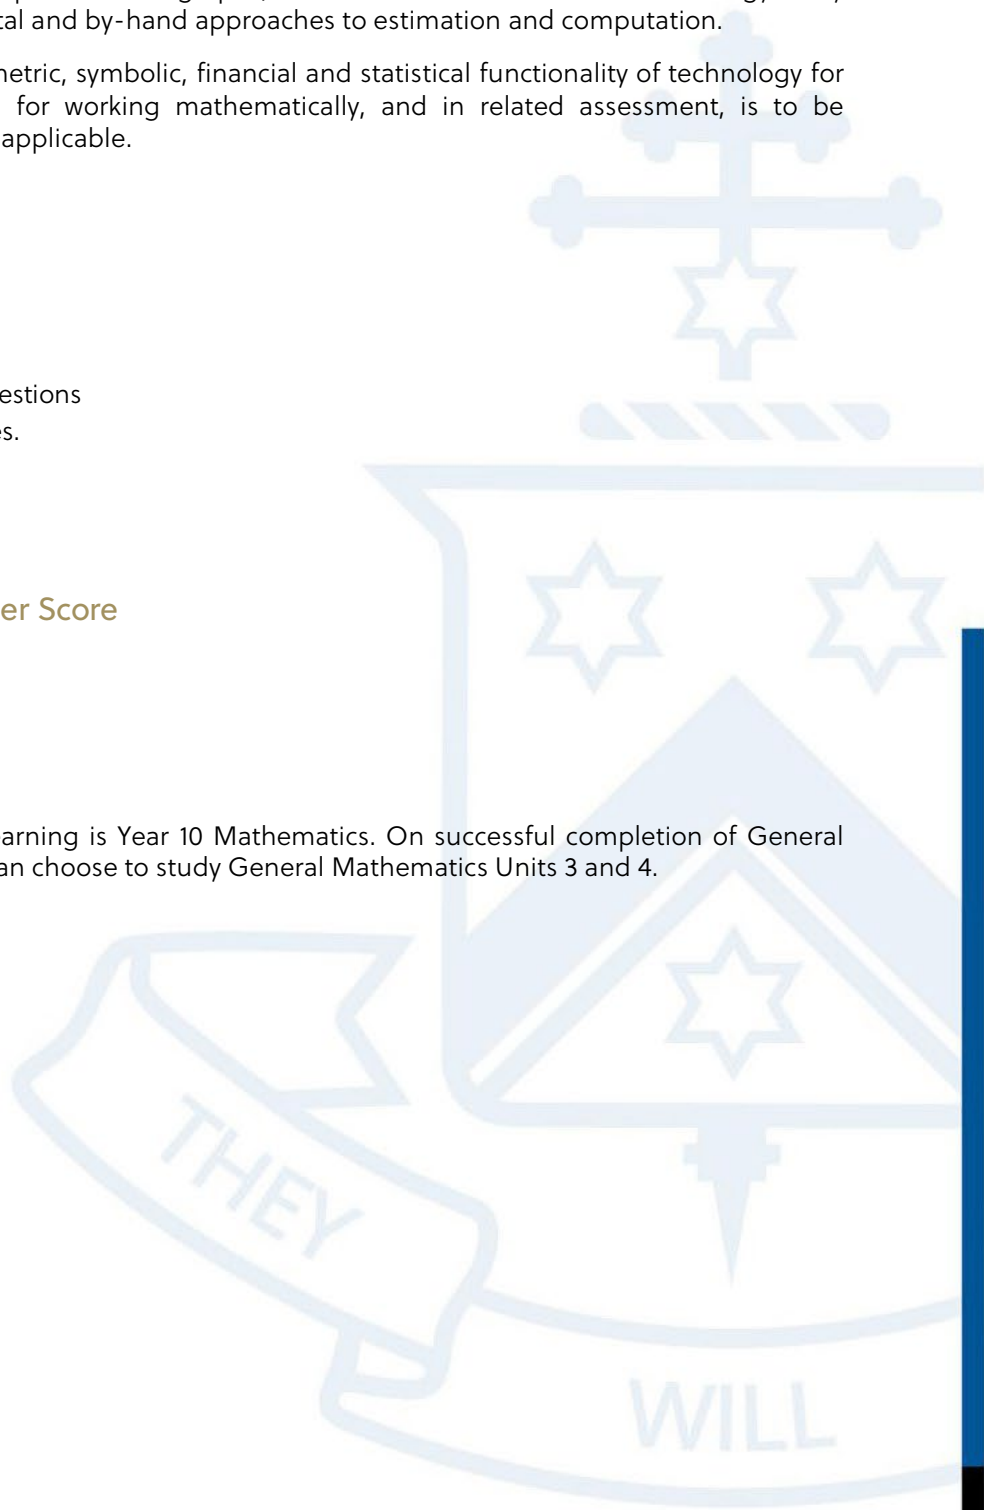 tal and by-hand approaches to estimation and computation.
netric, symbolic, financial and statistical functionality of technology for
for working mathematically, and in related assessment, is to be
applicable.
estions
es.
er Score
earning is Year 10 Mathematics. On successful completion of General
an choose to study General Mathematics Units 3 and 4.
THEY
WILL